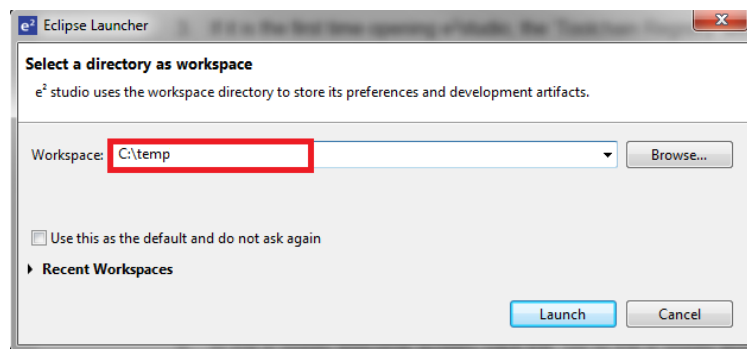 e² Eclipse Launcher
Select a directory as workspace
e² studio uses the workspace directory to store its preferences and development artifacts.
Workspace: C:\temp Browse...
Use this as the default and do not ask again
Recent Workspaces
Launch Cancel